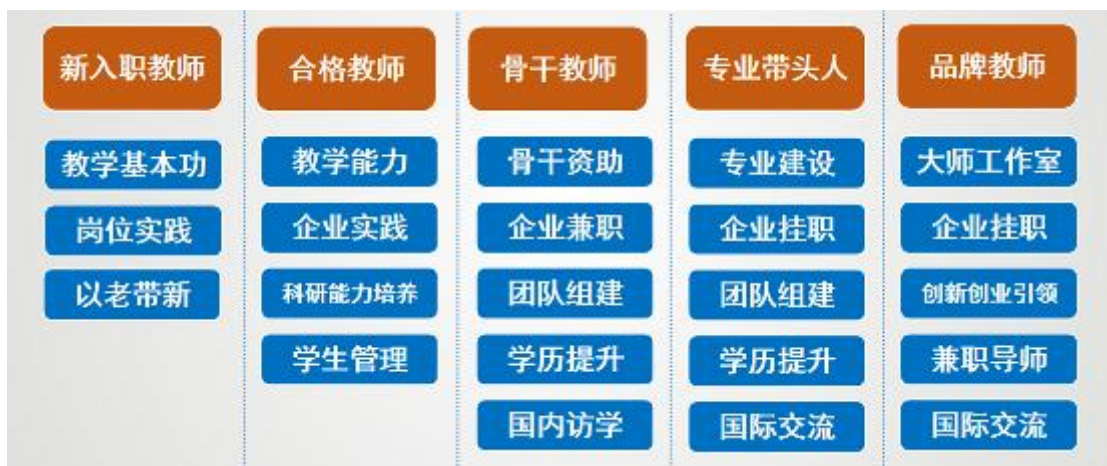 新入职教师
合格教师
骨干教师
专业带头人
品牌教师
教学基本功
教学能力
骨干资助
专业建设
大师工作室
岗位实践
企业实践
企业兼职
企业挂职
企业挂职
以老带新
科研能力培养
团队组建
团队组建
创新创业引领
学生管理
学历提升
学历提升
兼职导师
国内访学
国际交流
国际交流